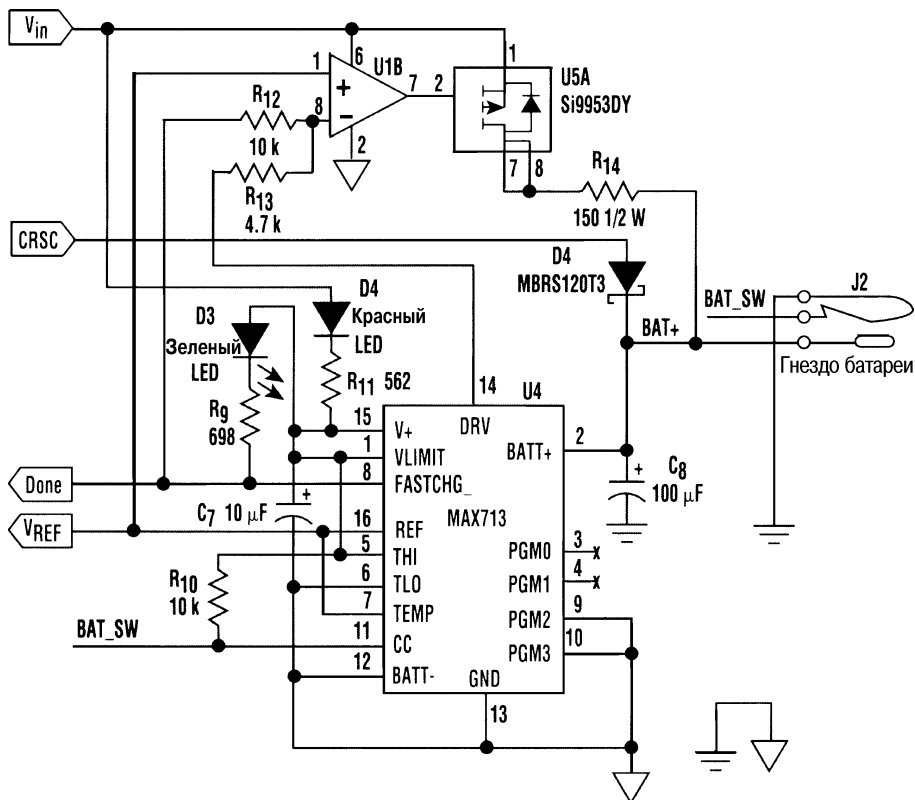 Vin
1
6
U1B
1
7
2
U5A
Si9953DY
+
−
8
R12
10 k
2
7
8
R14
150 1/2 W
R13
4.7 k
CRSC
D4
MBRS120T3
D4
Красный
LED
D3
Зеленый
LED
BAT_SW
J2
BAT+
Гнездо батареи
R11 562
14
U4
R9
698
15
V+
DRV
1
VLIMIT
BATT+
2
Done
8
FASTCHG_
+
C8
100 µF
C7 10 µF
+
MAX713
VREF
16
REF
5
THI
PGM0
3
x
R10
10 k
6
TLO
PGM1
4
x
7
TEMP
PGM2
9
BAT_SW
11
CC
PGM3
10
12
BATT-
GND
13